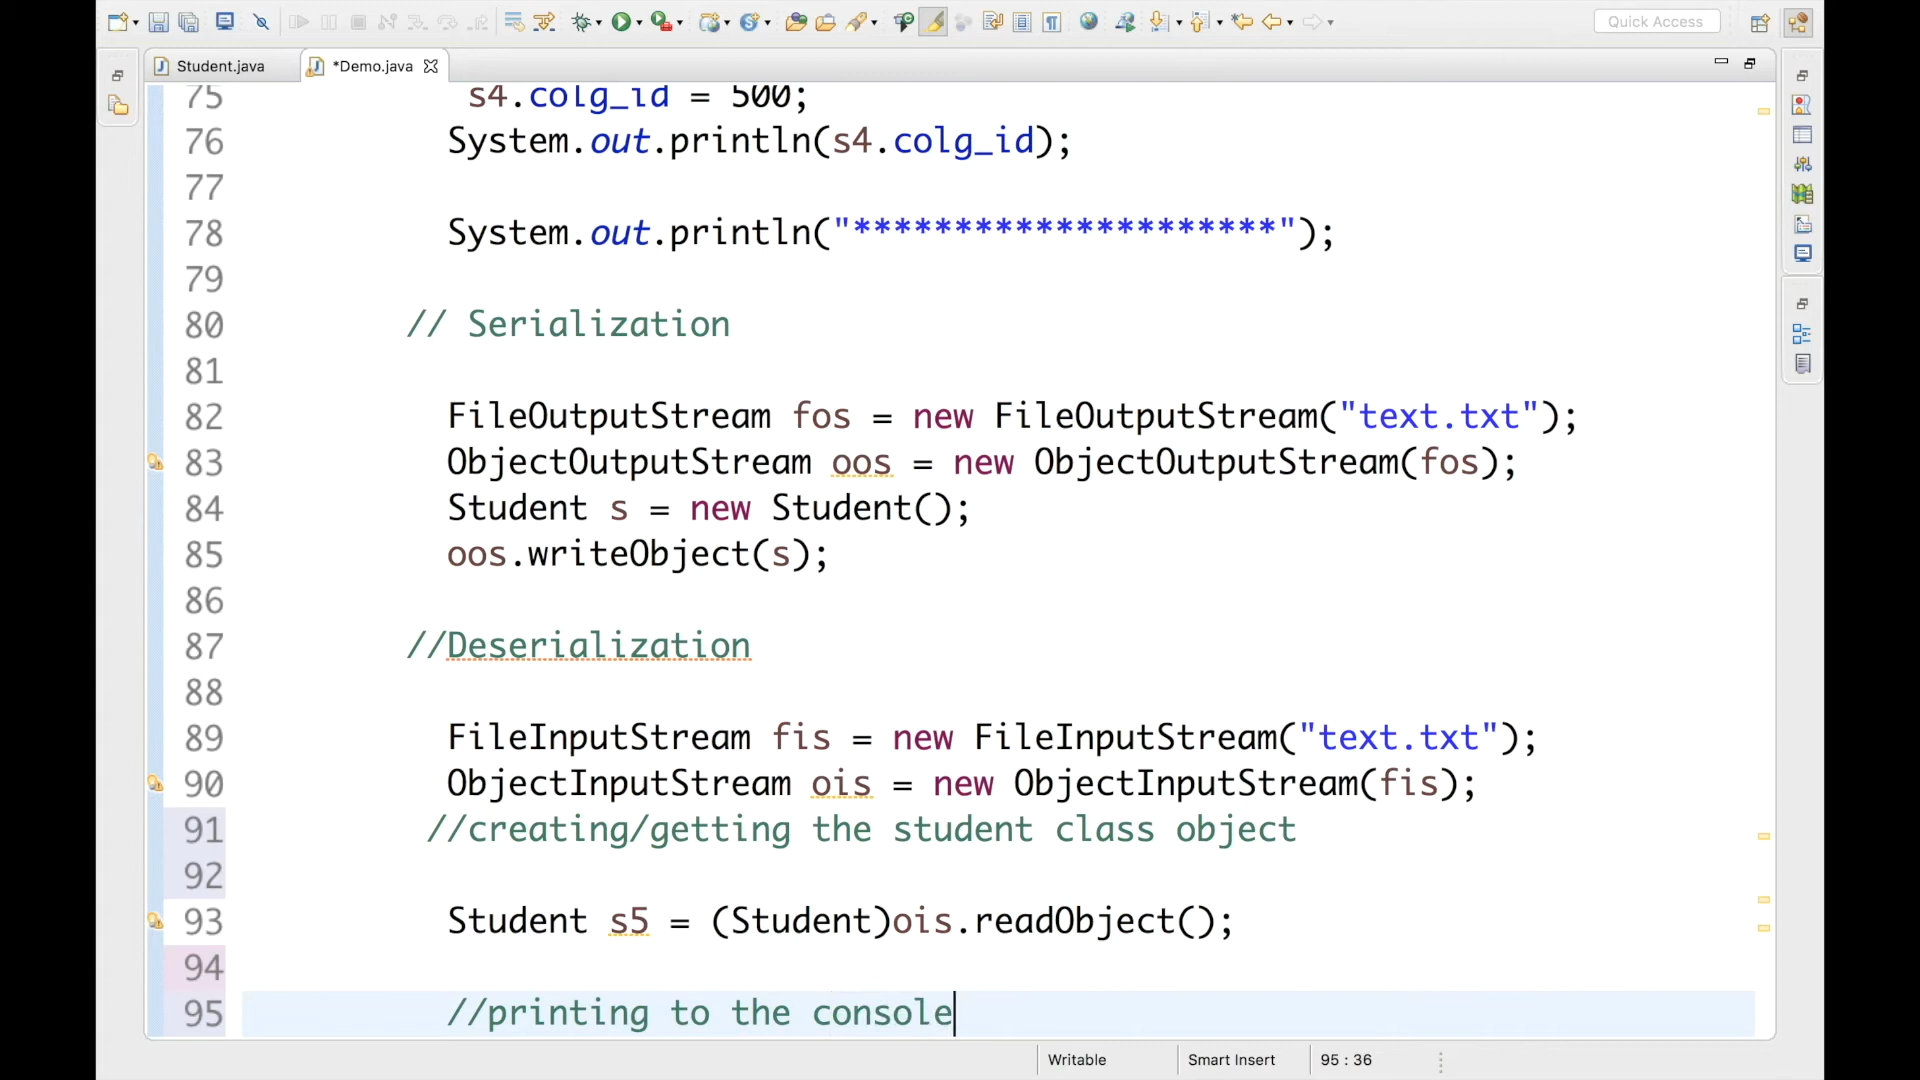 Quick Access
Student.java
*Demo.java
75 s4.colg_id = 500;
76 System.out.println(s4.colg_id);
77
78 System.out.println("*********************");
79
80 // Serialization
81
82 FileOutputStream fos = new FileOutputStream("text.txt");
83 ObjectOutputStream oos = new ObjectOutputStream(fos);
84 Student s = new Student();
85 oos.writeObject(s);
86
87 //Deserialization
88
89 FileInputStream fis = new FileInputStream("text.txt");
90 ObjectInputStream ois = new ObjectInputStream(fis);
91 //creating/getting the student class object
92
93 Student s5 = (Student)ois.readObject();
94
95 //printing to the console
Writable Smart Insert 95 : 36